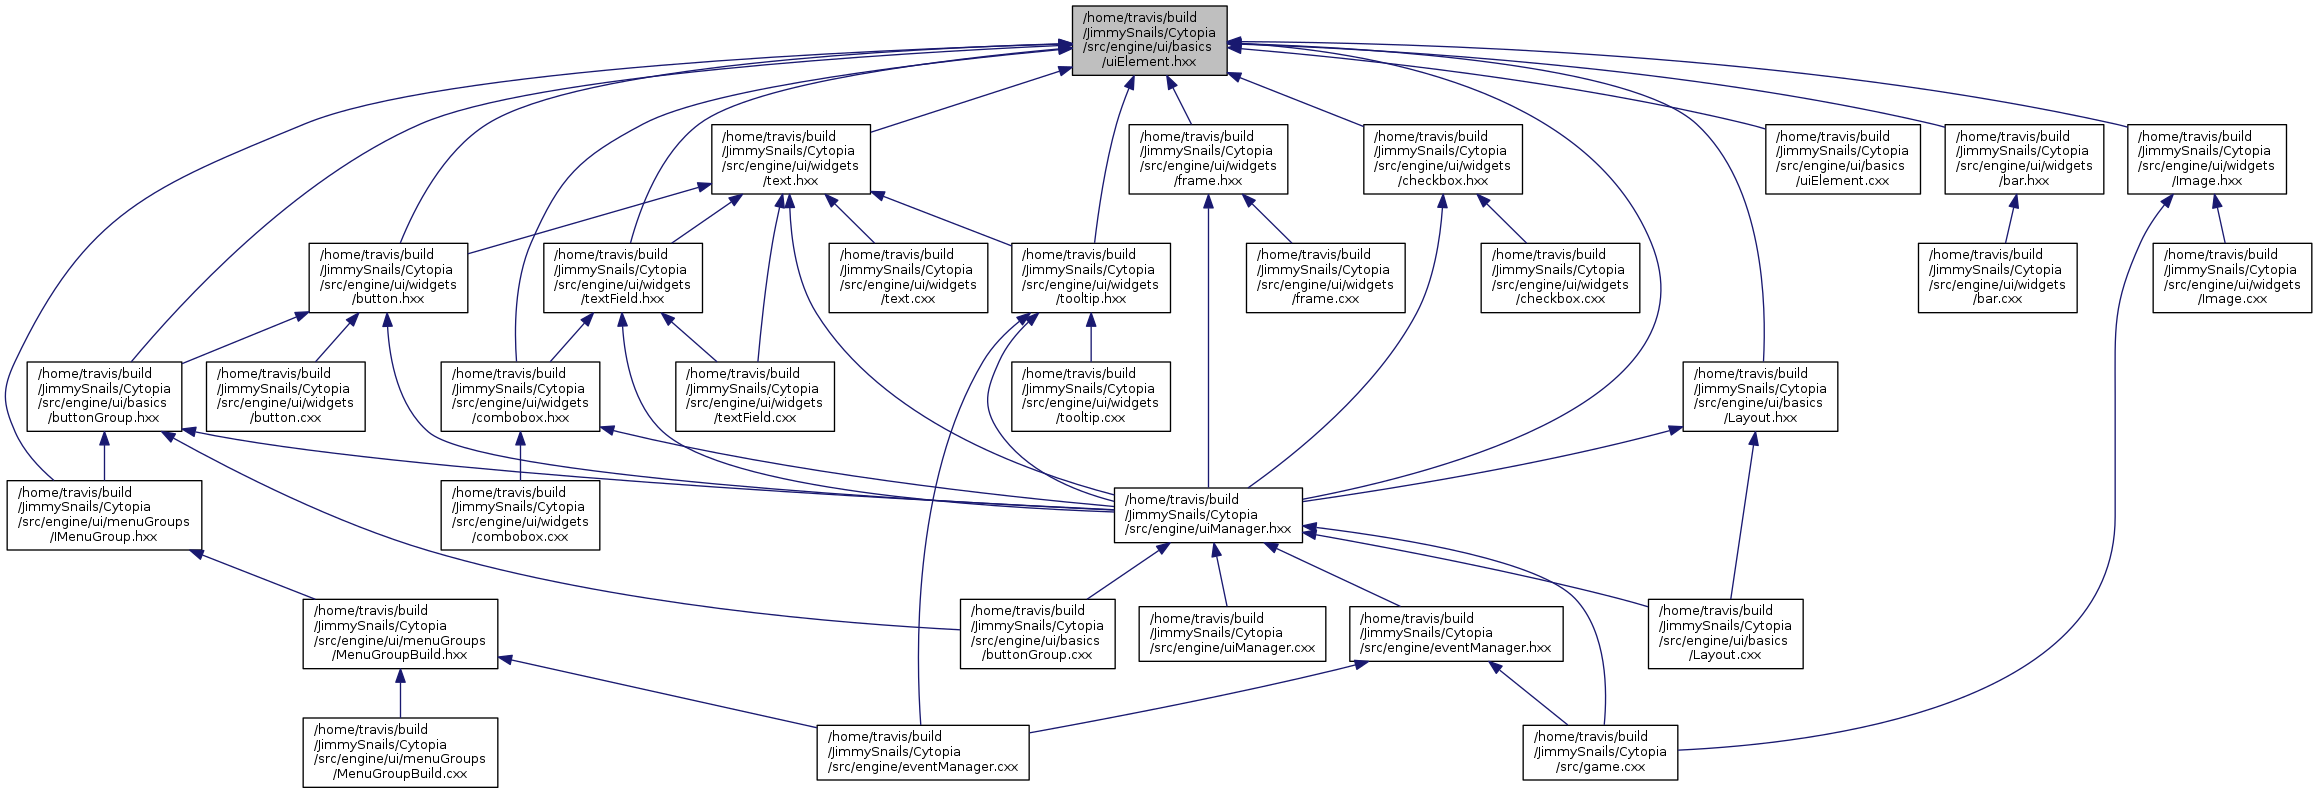 /home/travis/build
/JimmySnails/Cytopia
/src/engine/ui/basics
/uiElement.hxx
/home/travis/build
/JimmySnails/Cytopia
/src/engine/ui/widgets
/text.hxx
/home/travis/build
/JimmySnails/Cytopia
/src/engine/ui/widgets
/frame.hxx
/home/travis/build
/JimmySnails/Cytopia
/src/engine/ui/widgets
/checkbox.hxx
/home/travis/build
/JimmySnails/Cytopia
/src/engine/ui/basics
/uiElement.cxx
/home/travis/build
/JimmySnails/Cytopia
/src/engine/ui/widgets
/bar.hxx
/home/travis/build
/JimmySnails/Cytopia
/src/engine/ui/widgets
/Image.hxx
/home/travis/build
/JimmySnails/Cytopia
/src/engine/ui/widgets
/button.hxx
/home/travis/build
/JimmySnails/Cytopia
/src/engine/ui/widgets
/textField.hxx
/home/travis/build
/JimmySnails/Cytopia
/src/engine/ui/widgets
/text.cxx
/home/travis/build
/JimmySnails/Cytopia
/src/engine/ui/widgets
/tooltip.hxx
/home/travis/build
/JimmySnails/Cytopia
/src/engine/ui/widgets
/frame.cxx
/home/travis/build
/JimmySnails/Cytopia
/src/engine/ui/widgets
/checkbox.cxx
/home/travis/build
/JimmySnails/Cytopia
/src/engine/ui/widgets
/bar.cxx
/home/travis/build
/JimmySnails/Cytopia
/src/engine/ui/widgets
/Image.cxx
/home/travis/build
/JimmySnails/Cytopia
/src/engine/ui/basics
/buttonGroup.hxx
/home/travis/build
/JimmySnails/Cytopia
/src/engine/ui/widgets
/button.cxx
/home/travis/build
/JimmySnails/Cytopia
/src/engine/ui/widgets
/combobox.hxx
/home/travis/build
/JimmySnails/Cytopia
/src/engine/ui/widgets
/textField.cxx
/home/travis/build
/JimmySnails/Cytopia
/src/engine/ui/widgets
/tooltip.cxx
/home/travis/build
/JimmySnails/Cytopia
/src/engine/ui/basics
/Layout.hxx
/home/travis/build
/JimmySnails/Cytopia
/src/engine/ui/menuGroups
/IMenuGroup.hxx
/home/travis/build
/JimmySnails/Cytopia
/src/engine/ui/widgets
/combobox.cxx
/home/travis/build
/JimmySnails/Cytopia
/src/engine/uiManager.hxx
/home/travis/build
/JimmySnails/Cytopia
/src/engine/ui/menuGroups
/MenuGroupBuild.hxx
/home/travis/build
/JimmySnails/Cytopia
/src/engine/ui/basics
/buttonGroup.cxx
/home/travis/build
/JimmySnails/Cytopia
/src/engine/uiManager.cxx
/home/travis/build
/JimmySnails/Cytopia
/src/engine/eventManager.hxx
/home/travis/build
/JimmySnails/Cytopia
/src/engine/ui/basics
/Layout.cxx
/home/travis/build
/JimmySnails/Cytopia
/src/engine/ui/menuGroups
/MenuGroupBuild.cxx
/home/travis/build
/JimmySnails/Cytopia
/src/engine/eventManager.cxx
/home/travis/build
/JimmySnails/Cytopia
/src/game.cxx